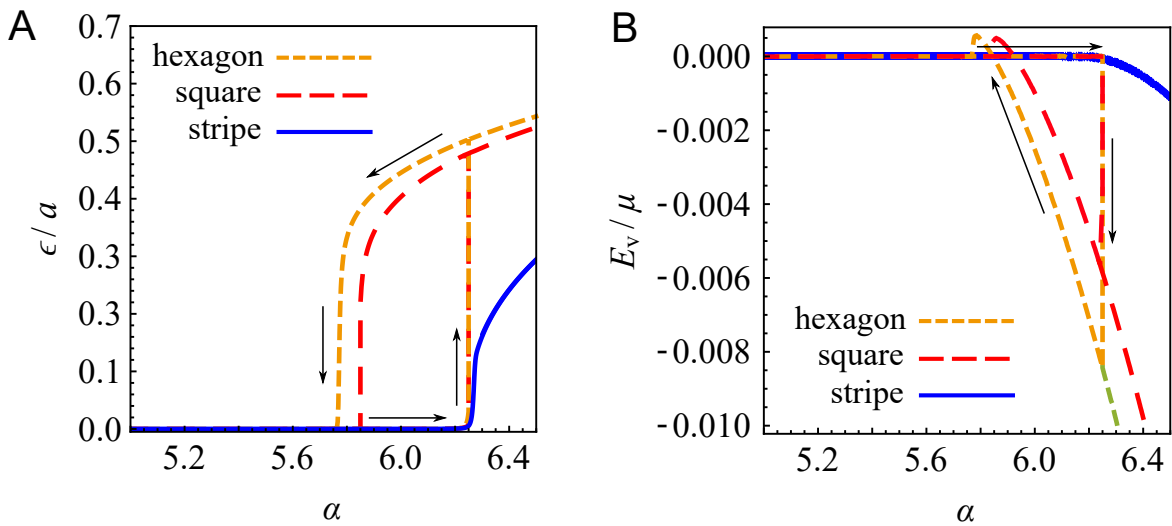 A
0.7
0.6
0.5
0.4
0.3
0.3
0.1
0.0
ϵ / a
hexagon
square
stripe
5.2
5.6
6.0
6.4
α
B
0.000
-0.002
-0.004
-0.006
-0.008
-0.010
E_v / μ
hexagon
square
stripe
5.2
5.6
6.0
6.4
α